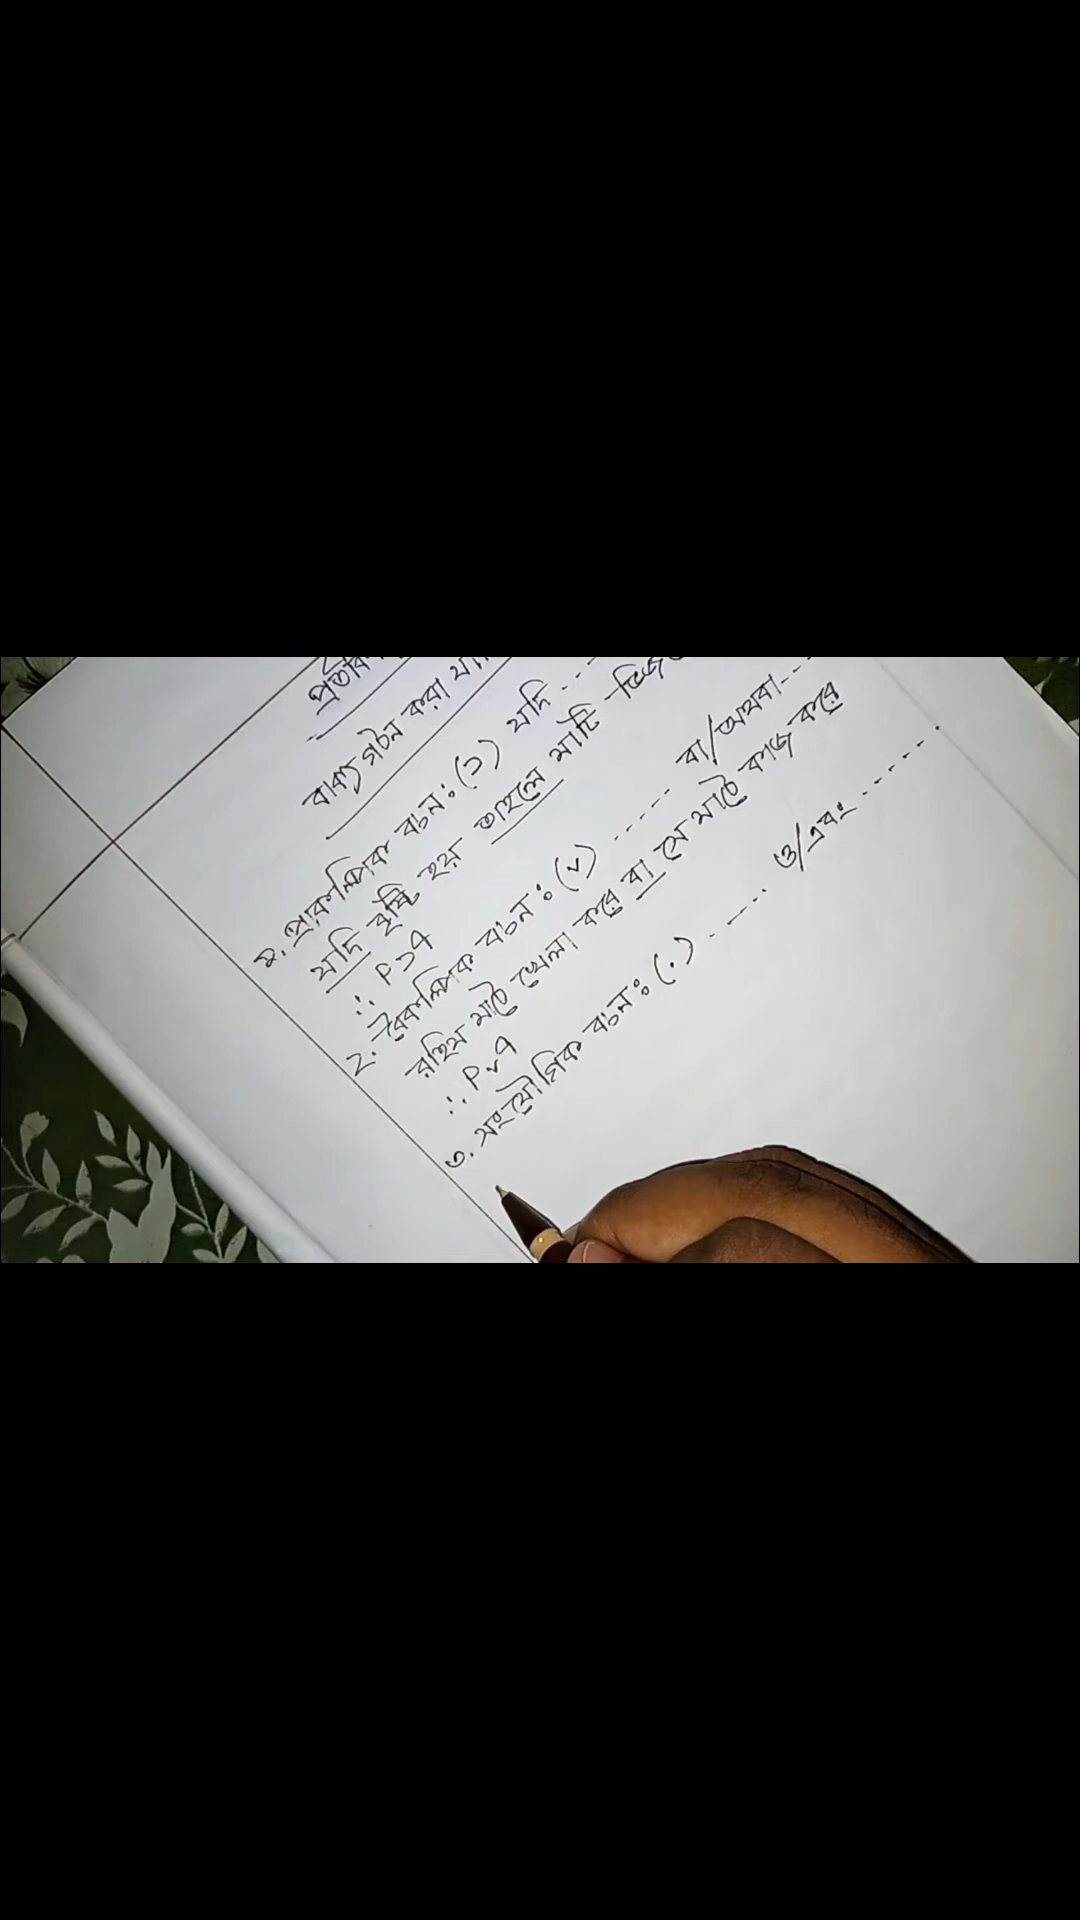 বাক্য গঠন করা
১. প্রাকল্পিক বচন ঃ (⊃) যদি ---
যদি বৃষ্টি হয় তাহলে মাটি
∴ P⊃q
2. বৈকল্পিক বচন ঃ (v) ---- বা/অথবা---
রহিম মাঠে খেলা করে বা সে মাঠে কাজ করে
∴ Pvq
৩. সংযৌগিক বচন ঃ (.) ---- ও/এবং -----